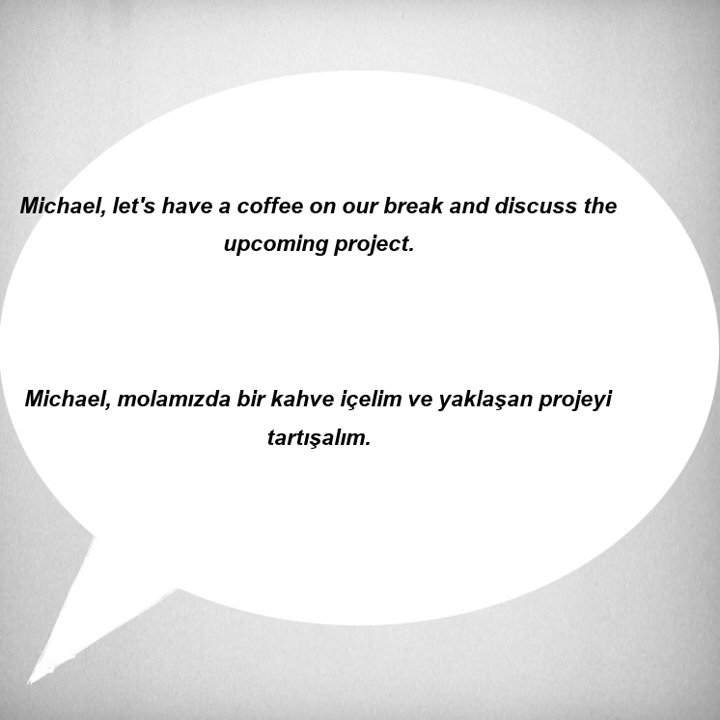 Michael, let's have a coffee on our break and discuss the
upcoming project.
Michael, molamızda bir kahve içelim ve yaklaşan projeyi
tartışalım.